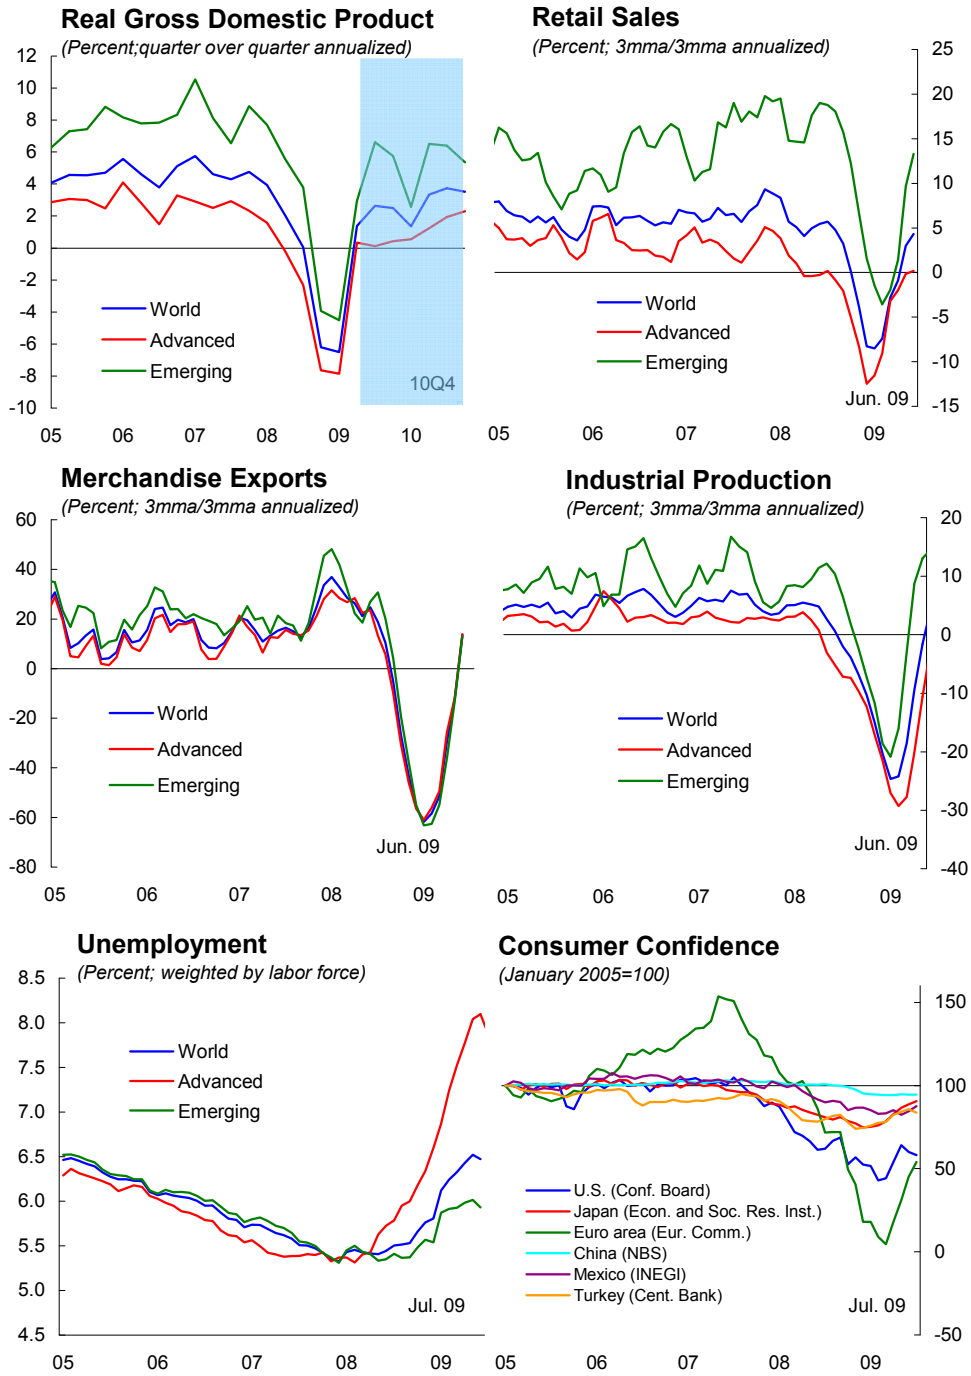 Real Gross Domestic Product
(Percent;quarter over quarter annualized)
12
10
8
6
4
2
0
-2
-4
-6
-8
-10
World
Advanced
Emerging
10Q4
05 06 07 08 09 10
Retail Sales
(Percent; 3mma/3mma annualized)
25
20
15
10
5
0
-5
-10
-15
World
Advanced
Emerging
Jun. 09
05 06 07 08 09
Merchandise Exports
(Percent; 3mma/3mma annualized)
60
40
20
0
-20
-40
-60
-80
World
Advanced
Emerging
Jun. 09
05 06 07 08 09
Industrial Production
(Percent; 3mma/3mma annualized)
20
10
0
-10
-20
-30
-40
World
Advanced
Emerging
Jun. 09
05 06 07 08 09
Unemployment
(Percent; weighted by labor force)
8.5
8.0
7.5
7.0
6.5
6.0
5.5
5.0
4.5
World
Advanced
Emerging
Jul. 09
05 06 07 08 09
Consumer Confidence
(January 2005=100)
150
100
50
0
-50
U.S. (Conf. Board)
Japan (Econ. and Soc. Res. Inst.)
Euro area (Eur. Comm.)
China (NBS)
Mexico (INEGI)
Turkey (Cent. Bank)
Jul. 09
05 06 07 08 09